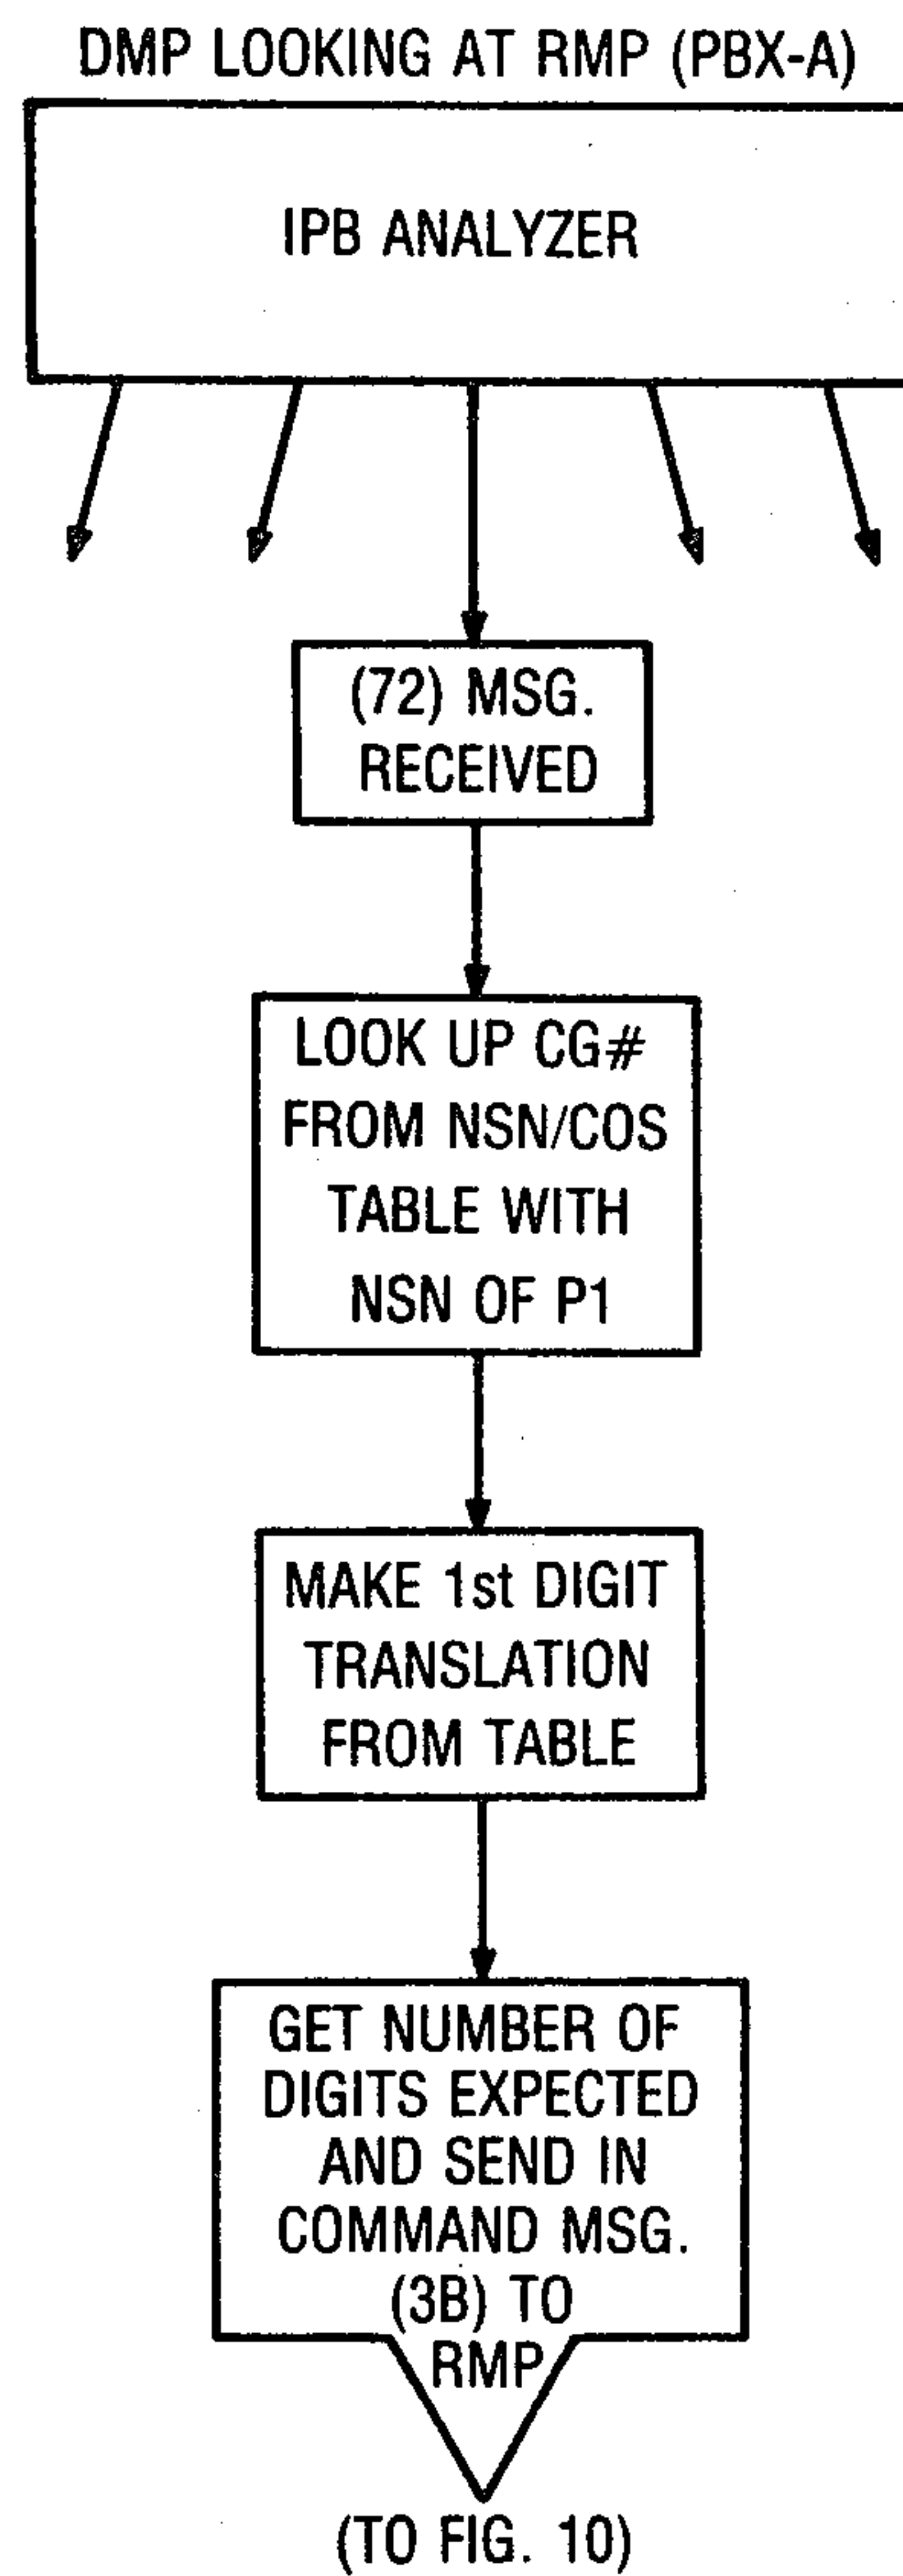 DMP LOOKING AT RMP (PBX-A)
IPB ANALYZER
(72) MSG.
RECEIVED
LOOK UP CG#
FROM NSN/COS
TABLE WITH
NSN OF P1
MAKE 1st DIGIT
TRANSLATION
FROM TABLE
GET NUMBER OF
DIGITS EXPECTED
AND SEND IN
COMMAND MSG.
(3B) TO
RMP
(TO FIG. 10)